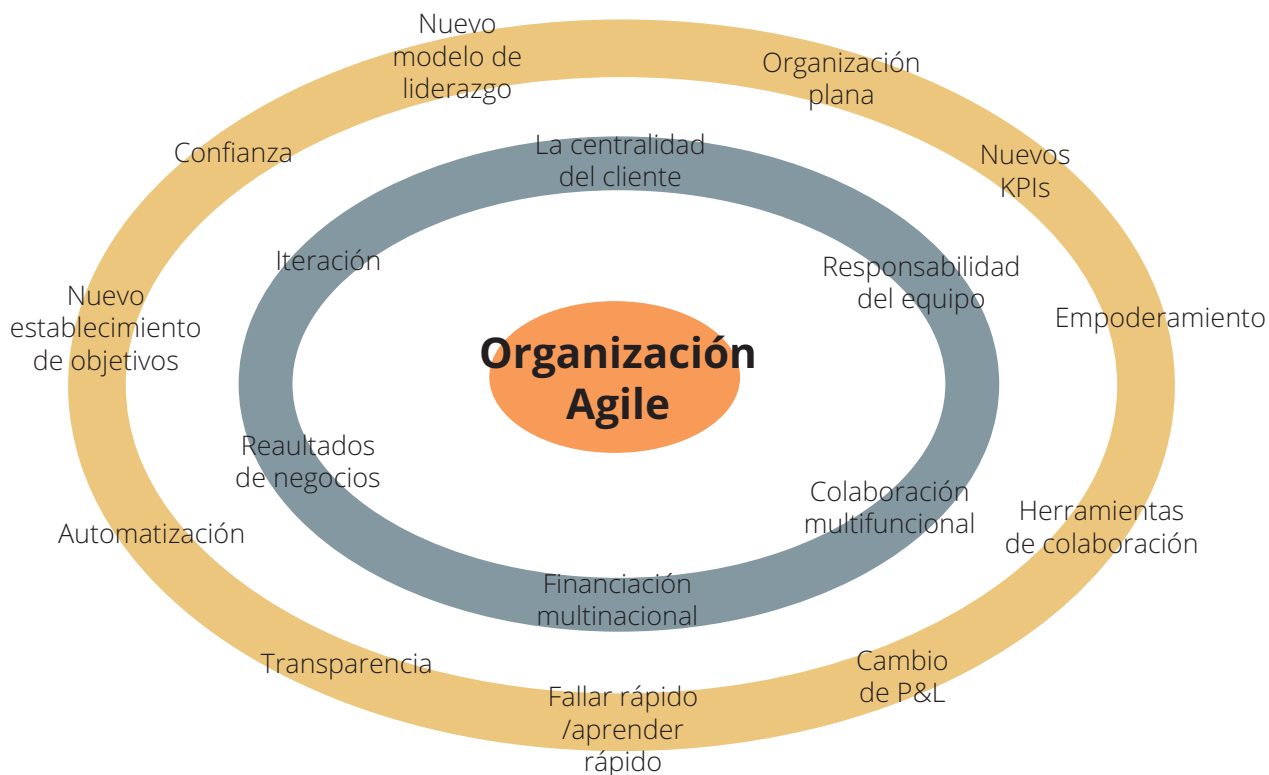 Nuevo
modelo de
liderazgo
Organización
plana
Confianza
La centralidad
del cliente
Nuevos
KPIs
Iteración
Responsabilidad
del equipo
Nuevo
establecimiento
de objetivos
Empoderamiento
Organización
Agile
Reaultados
de negocios
Colaboración
multifuncional
Automatización
Herramientas
de colaboración
Financiación
multinacional
Transparencia
Cambio
de P&L
Fallar rápido
/aprender
rápido